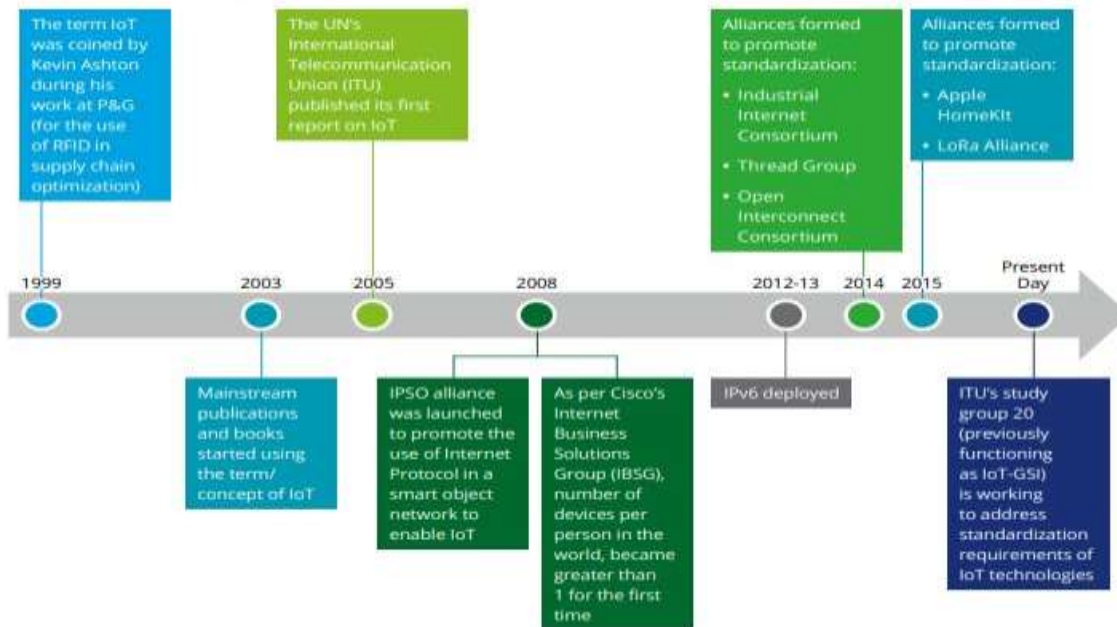 The term IoT
was coined by
Kevin Ashton
during his
work at P&G
(for the use
of RFID in
supply chain
optimization)
The UN's
International
Telecommunication
Union (ITU)
published its first
report on IoT
Alliances formed
to promote
standardization:
• Industrial
Internet
Consortium
• Thread Group
• Open
Interconnect
Consortium
Alliances formed
to promote
standardization:
• Apple
HomeKIt
• LoRa Alliance
1999
2003
2005
2008
2012-13
2014
2015
Present
Day
Mainstream
publications
and books
started using
the term/
concept of IoT
IPSO alliance
was launched
to promote the
use of Internet
Protocol in a
smart object
network to
enable IoT
As per Cisco's
Internet
Business
Solutions
Group (IBSG),
number of
devices per
person in the
world, became
greater than
1 for the first
time
IPv6 deployed
ITU's study
group 20
(previously
functioning
as IoT-GSI)
is working
to address
standardization
requirements of
IoT technologies